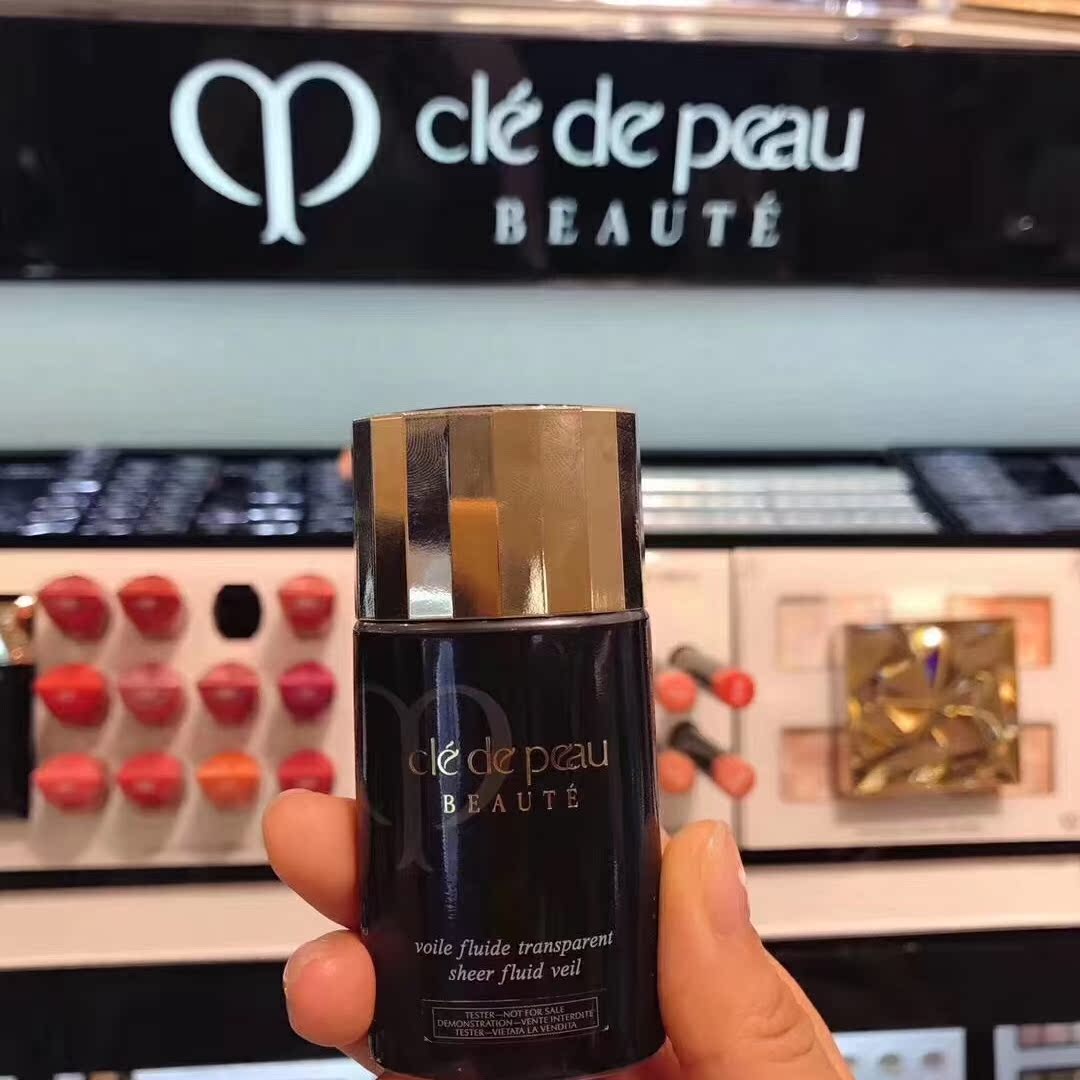 clé de peau
BEAUTÉ
clé de peau
BEAUTÉ
voile fluide transparent
sheer fluid veil
TESTER—NOT FOR SALE
DEMONSTRATION—VENTE INTERDITE
TESTER—VIETATA LA VENDITA